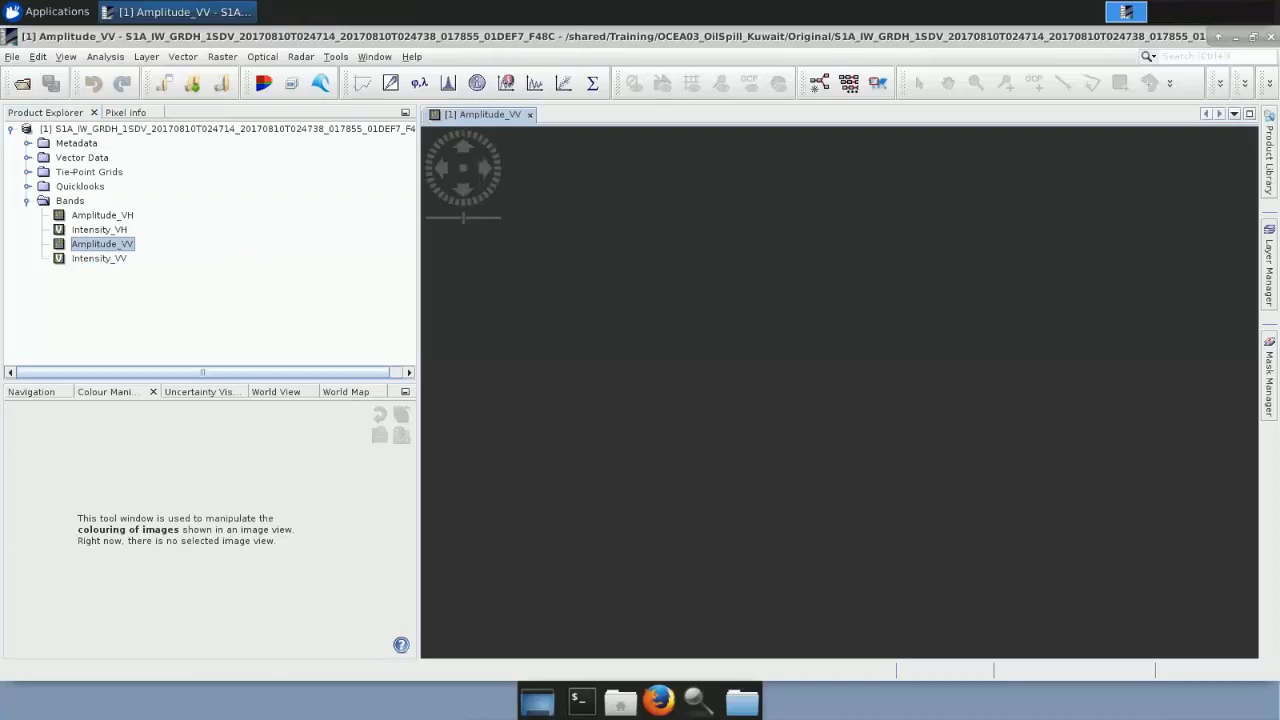 Applications [1] Amplitude_VV - S1A...
[1] Amplitude_VV - S1A_IW_GRDH_1SDV_20170810T024714_20170810T024738_017855_01DEF7_F48C - /shared/Training/OCEA03_OilSpill_Kuwait/Original/S1A_IW_GRDH_1SDV_20170810T024714_20170810T024738_017855_01
File Edit View Analysis Layer Vector Raster Optical Radar Tools Window Help Search (Ctrl+I)
φ,λ Σ GCP GCP
Product Explorer Pixel Info [1] Amplitude_VV
[1] S1A_IW_GRDH_1SDV_20170810T024714_20170810T024738_017855_01DEF7_F4
Metadata
Vector Data
Tie-Point Grids
Quicklooks
Bands
Amplitude_VH
Intensity_VH
Amplitude_VV
Intensity_VV
Product Library
Layer Manager
Mask Manager
Navigation Colour Mani... Uncertainty Vis... World View World Map
This tool window is used to manipulate the
colouring of images shown in an image view.
Right now, there is no selected image view.